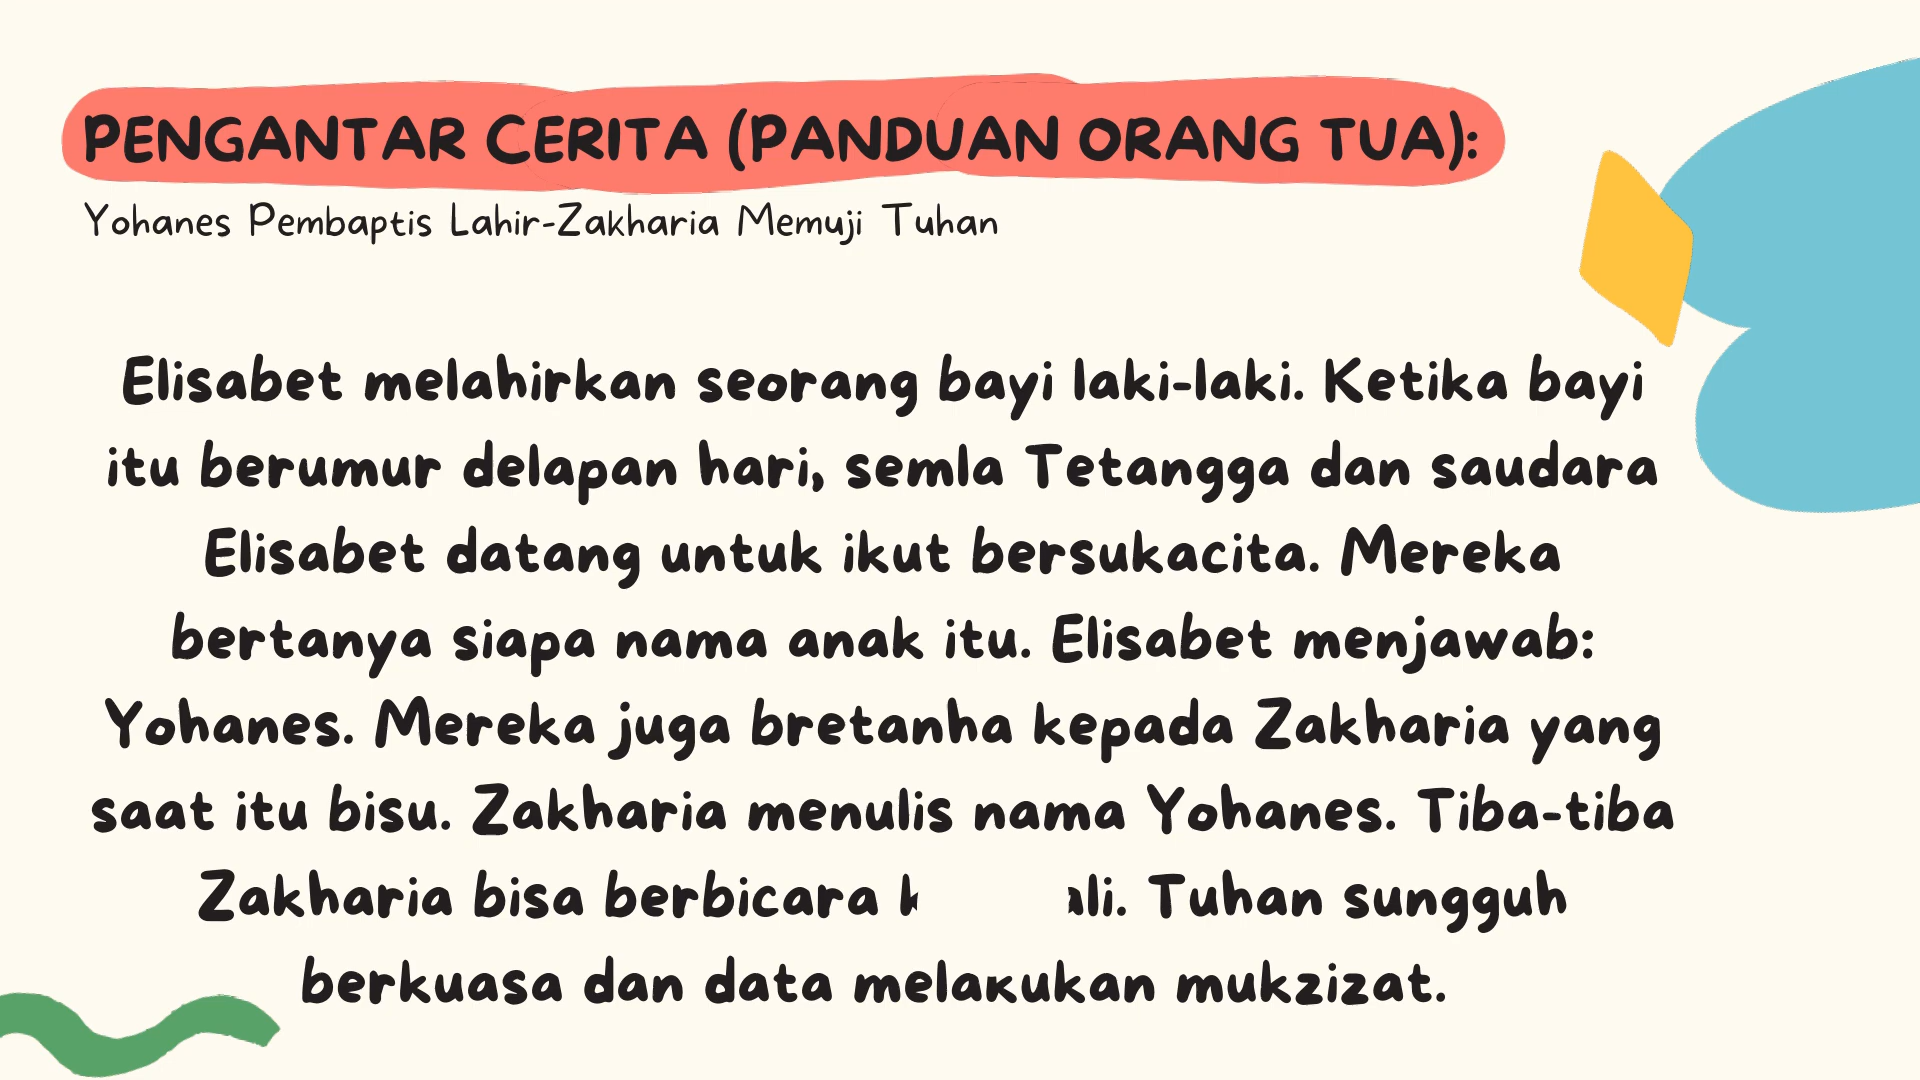 PENGANTAR CERITA (PANDUAN ORANG TUA):
Yohanes Pembaptis Lahir-Zakharia Memuji Tuhan
Elisabet melahirkan seorang bayi laki-laki. Ketika bayi
itu berumur delapan hari, semla Tetangga dan saudara
Elisabet datang untuk ikut bersukacita. Mereka
bertanya siapa nama anak itu. Elisabet menjawab:
Yohanes. Mereka juga bretanha kepada Zakharia yang
saat itu bisu. Zakharia menulis nama Yohanes. Tiba-tiba
Zakharia bisa berbicara Tuhan sungguh
berkuasa dan data melakukan mukzizat.